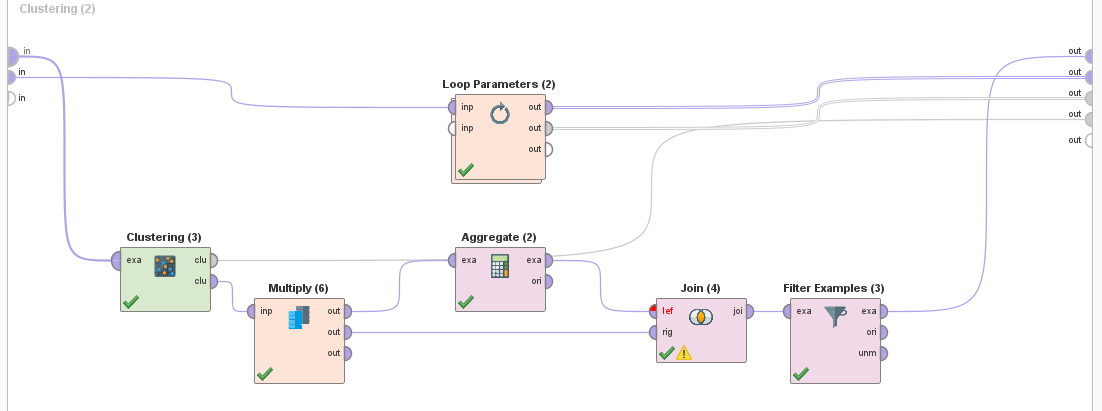 Clustering (2)
in
out
in
out
Loop Parameters (2)
in
out
inp
out
inp
out
out
out
out
Clustering (3)
Aggregate (2)
exa
clu
exa
exa
clu
ori
Multiply (6)
Join (4)
Filter Examples (3)
inp
out
lef
joi
exa
exa
out
rig
ori
out
unm